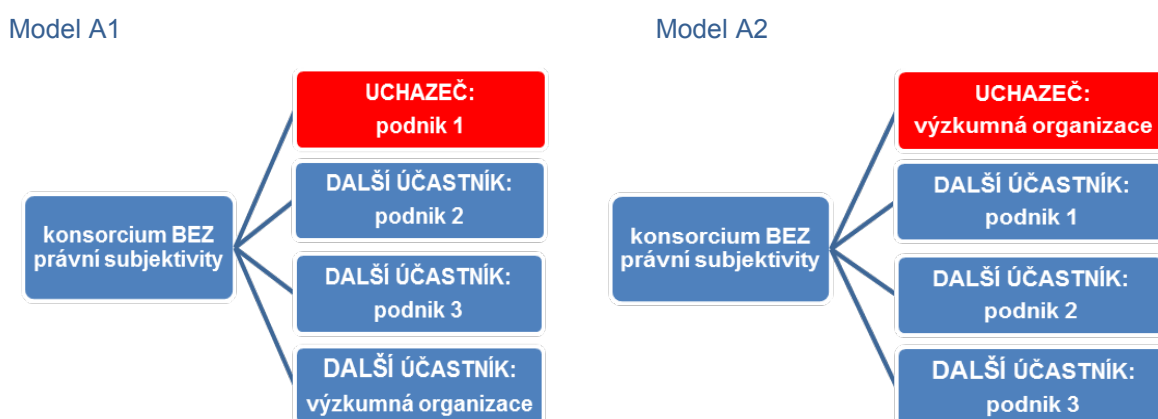 Model A1
UCHAZEČ:
podnik 1
DALŠÍ ÚČASTNÍK:
podnik 2
konsorcium BEZ
právní subjektivity
DALŠÍ ÚČASTNÍK:
podnik 3
DALŠÍ ÚČASTNÍK:
výzkumná organizace
Model A2
UCHAZEČ:
výzkumná organizace
DALŠÍ ÚČASTNÍK:
podnik 1
konsorcium BEZ
právní subjektivity
DALŠÍ ÚČASTNÍK:
podnik 2
DALŠÍ ÚČASTNÍK:
podnik 3